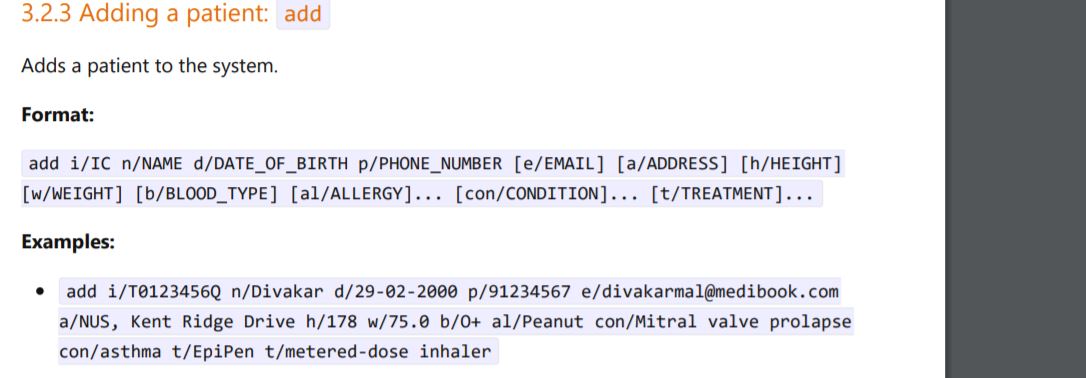 3.2.3 Adding a patient: add
Adds a patient to the system.
Format:
add i/IC n/NAME d/DATE_OF_BIRTH p/PHONE_NUMBER [e/EMAIL] [a/ADDRESS] [h/HEIGHT]
[w/WEIGHT] [b/BLOOD_TYPE] [al/ALLERGY]... [con/CONDITION]... [t/TREATMENT]...
Examples:
• add i/T0123456Q n/Divakar d/29-02-2000 p/91234567 e/divakarmal@medibook.com
a/NUS, Kent Ridge Drive h/178 w/75.0 b/O+ al/Peanut con/Mitral valve prolapse
con/asthma t/EpiPen t/metered-dose inhaler